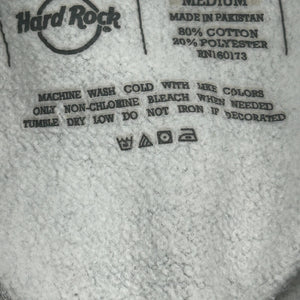 Hard Rock
MEDIUM
MADE IN PAKISTAN
80% COTTON
20% POLYESTER
RN160173
MACHINE WASH COLD WITH LIKE COLORS
ONLY NON-CHLORINE BLEACH WHEN NEEDED
TUMBLE DRY LOW DO NOT IRON IF DECORATED